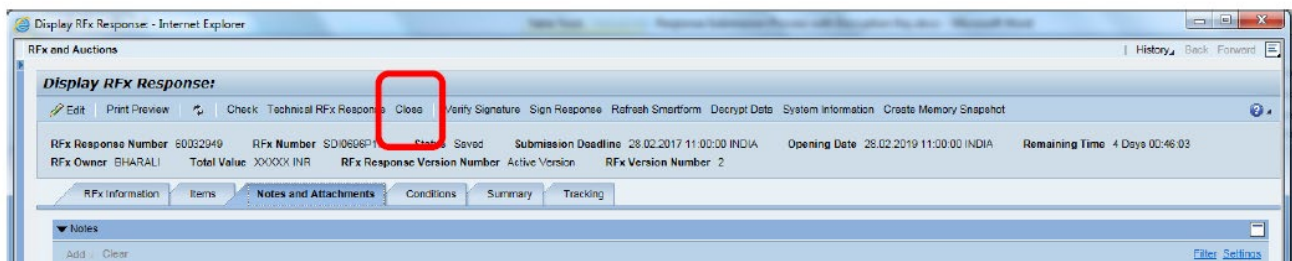 Display RFx Response: - Internet Explorer
RFx and Auctions | History Back Forward
Display RFx Response:
Edit Print Preview Check Technical RFx Response Close Verify Signature Sign Response Refresh Smartform Decrypt Data System Information Create Memory Snapshot
RFx Response Number 60032949 RFx Number SDI0696P1 Status Saved Submission Deadline 28.02.2017 11:00:00 INDIA Opening Date 28.02.2019 11:00:00 INDIA Remaining Time 4 Days 00:46:03
RFx Owner BHARALI Total Value XXXXX INR RFx Response Version Number Active Version RFx Version Number 2
RFx Information Items Notes and Attachments Conditions Summary Tracking
Notes
Add Clear Filter Settings